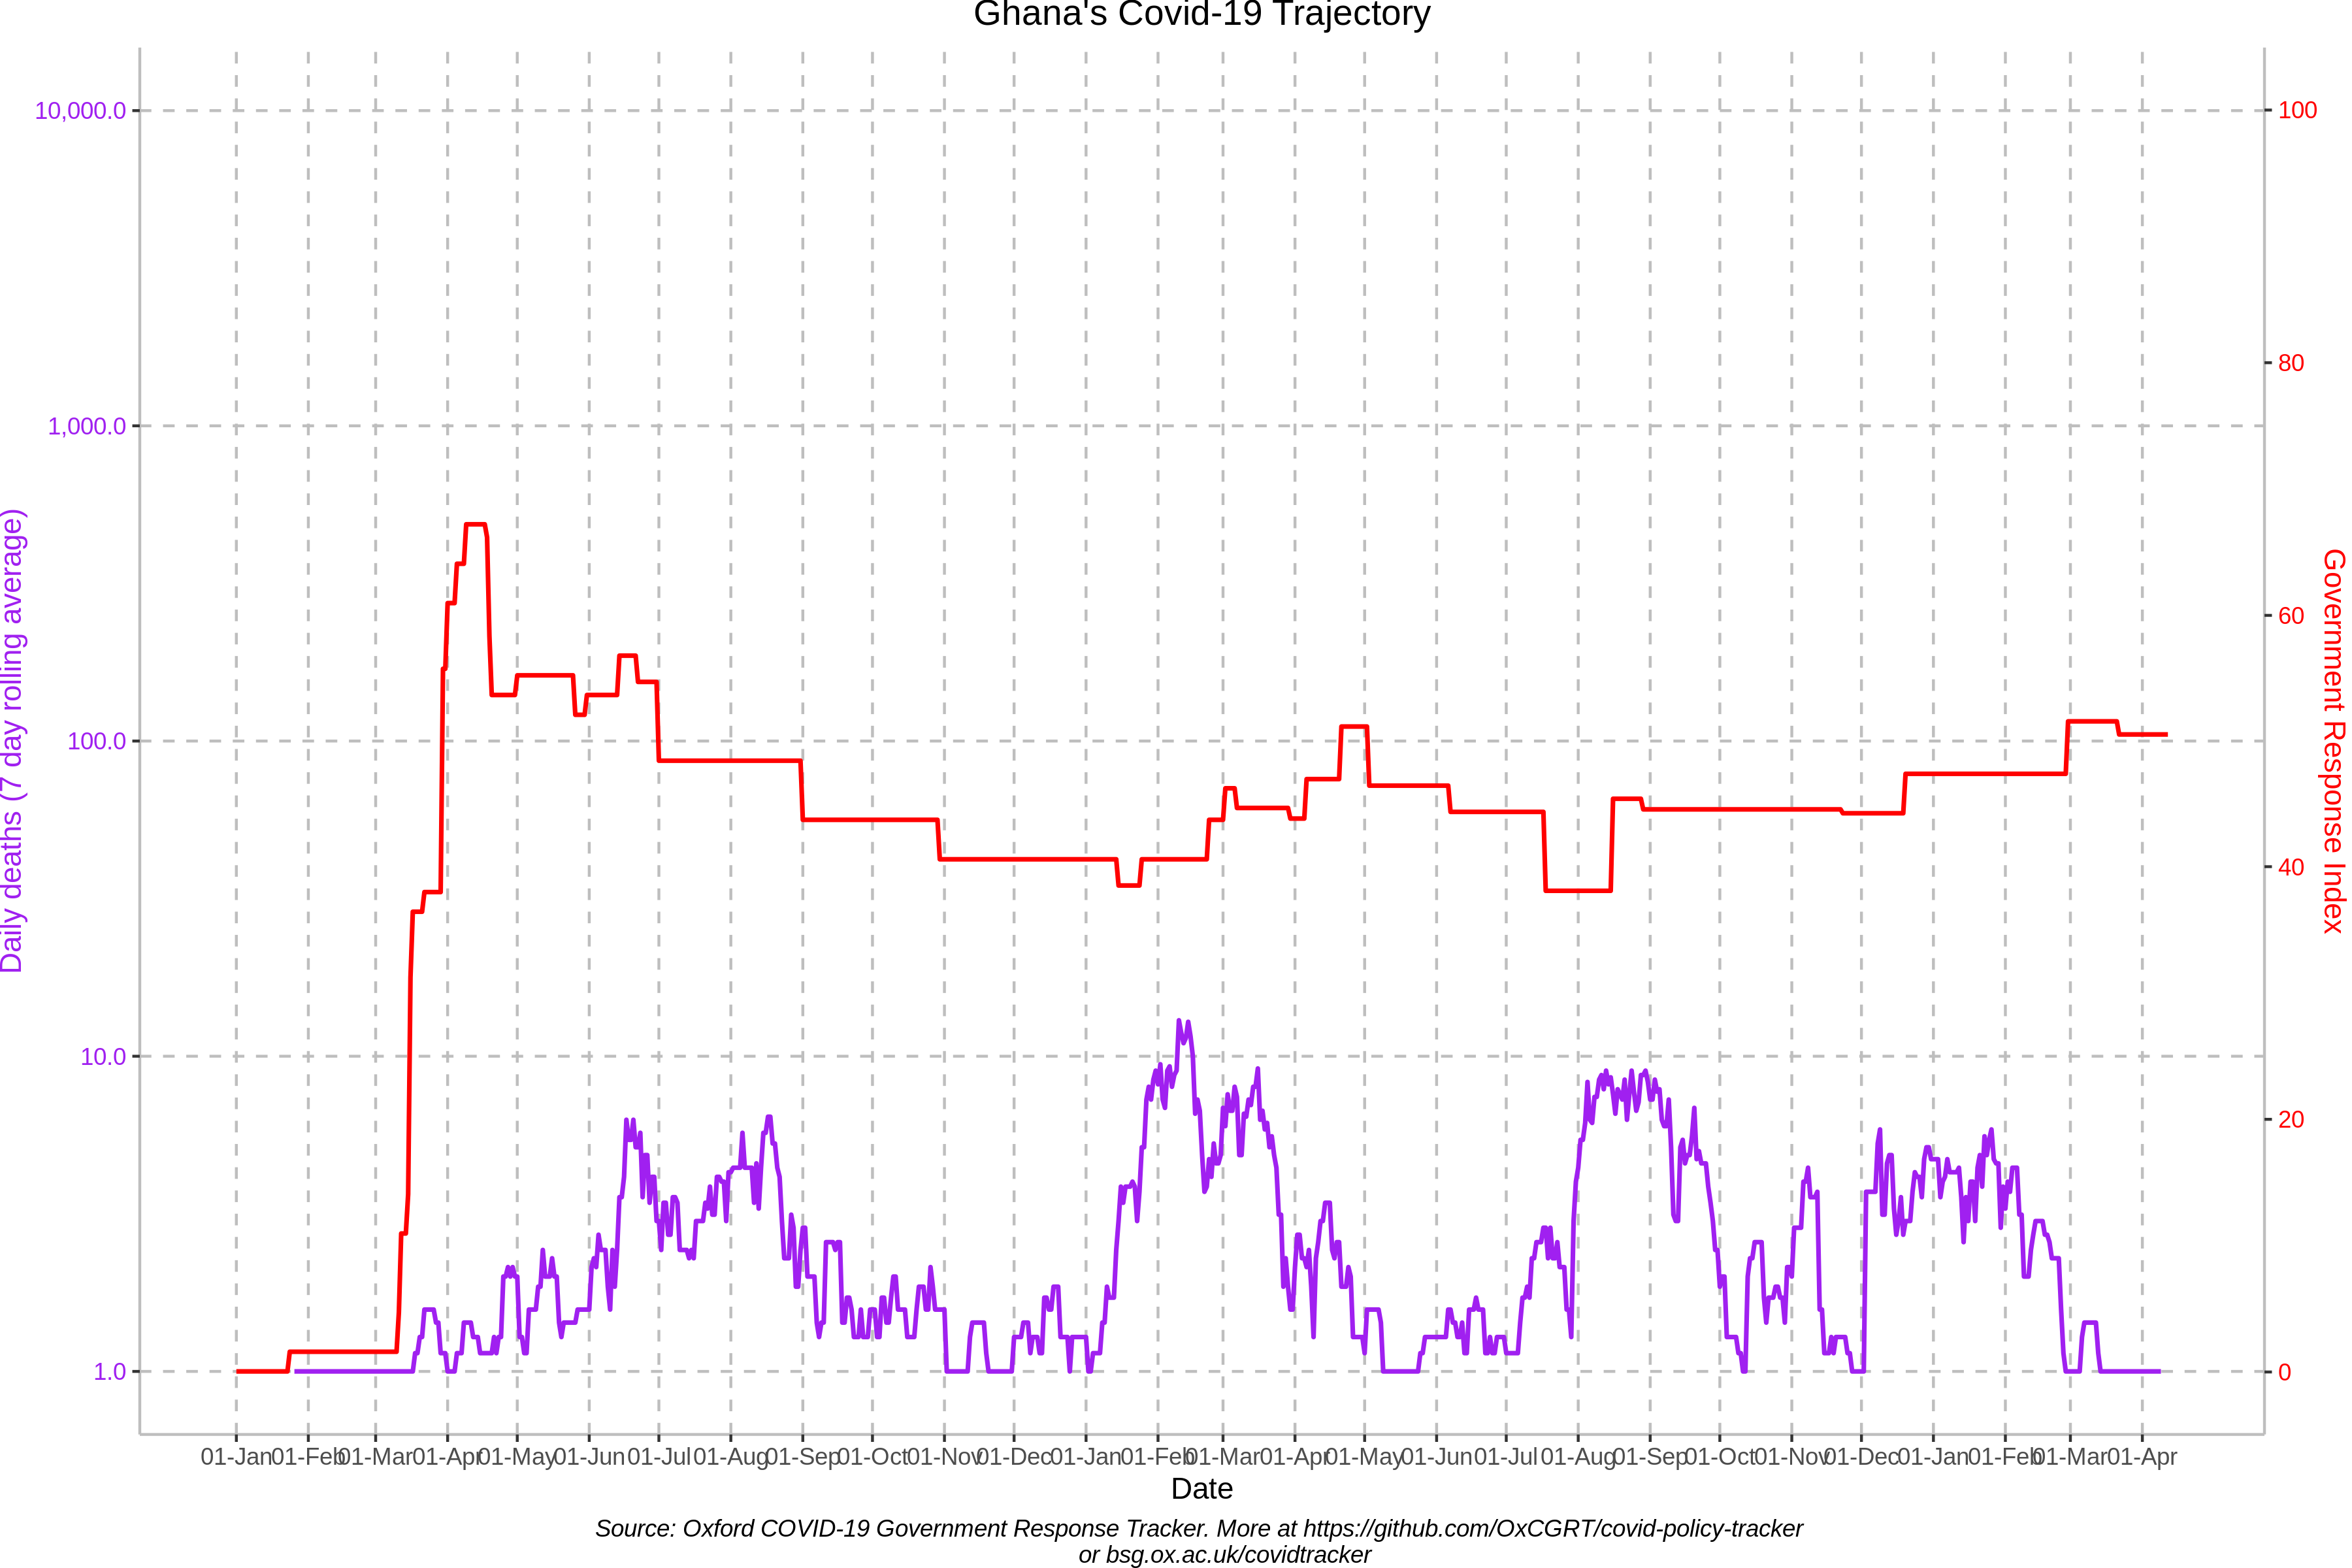 Ghana's Covid-19 Trajectory
10,000.0
1,000.0
100.0
10.0
1.0
Daily deaths (7 day rolling average)
100
80
60
40
20
0
Government Response Index
01-Jan 01-Feb 01-Mar 01-Apr 01-May 01-Jun 01-Jul 01-Aug 01-Sep 01-Oct 01-Nov 01-Dec 01-Jan 01-Feb 01-Mar 01-Apr 01-May 01-Jun 01-Jul 01-Aug 01-Sep 01-Oct 01-Nov 01-Dec 01-Jan 01-Feb 01-Mar 01-Apr
Date
Source: Oxford COVID-19 Government Response Tracker. More at https://github.com/OxCGRT/covid-policy-tracker
or bsg.ox.ac.uk/covidtracker